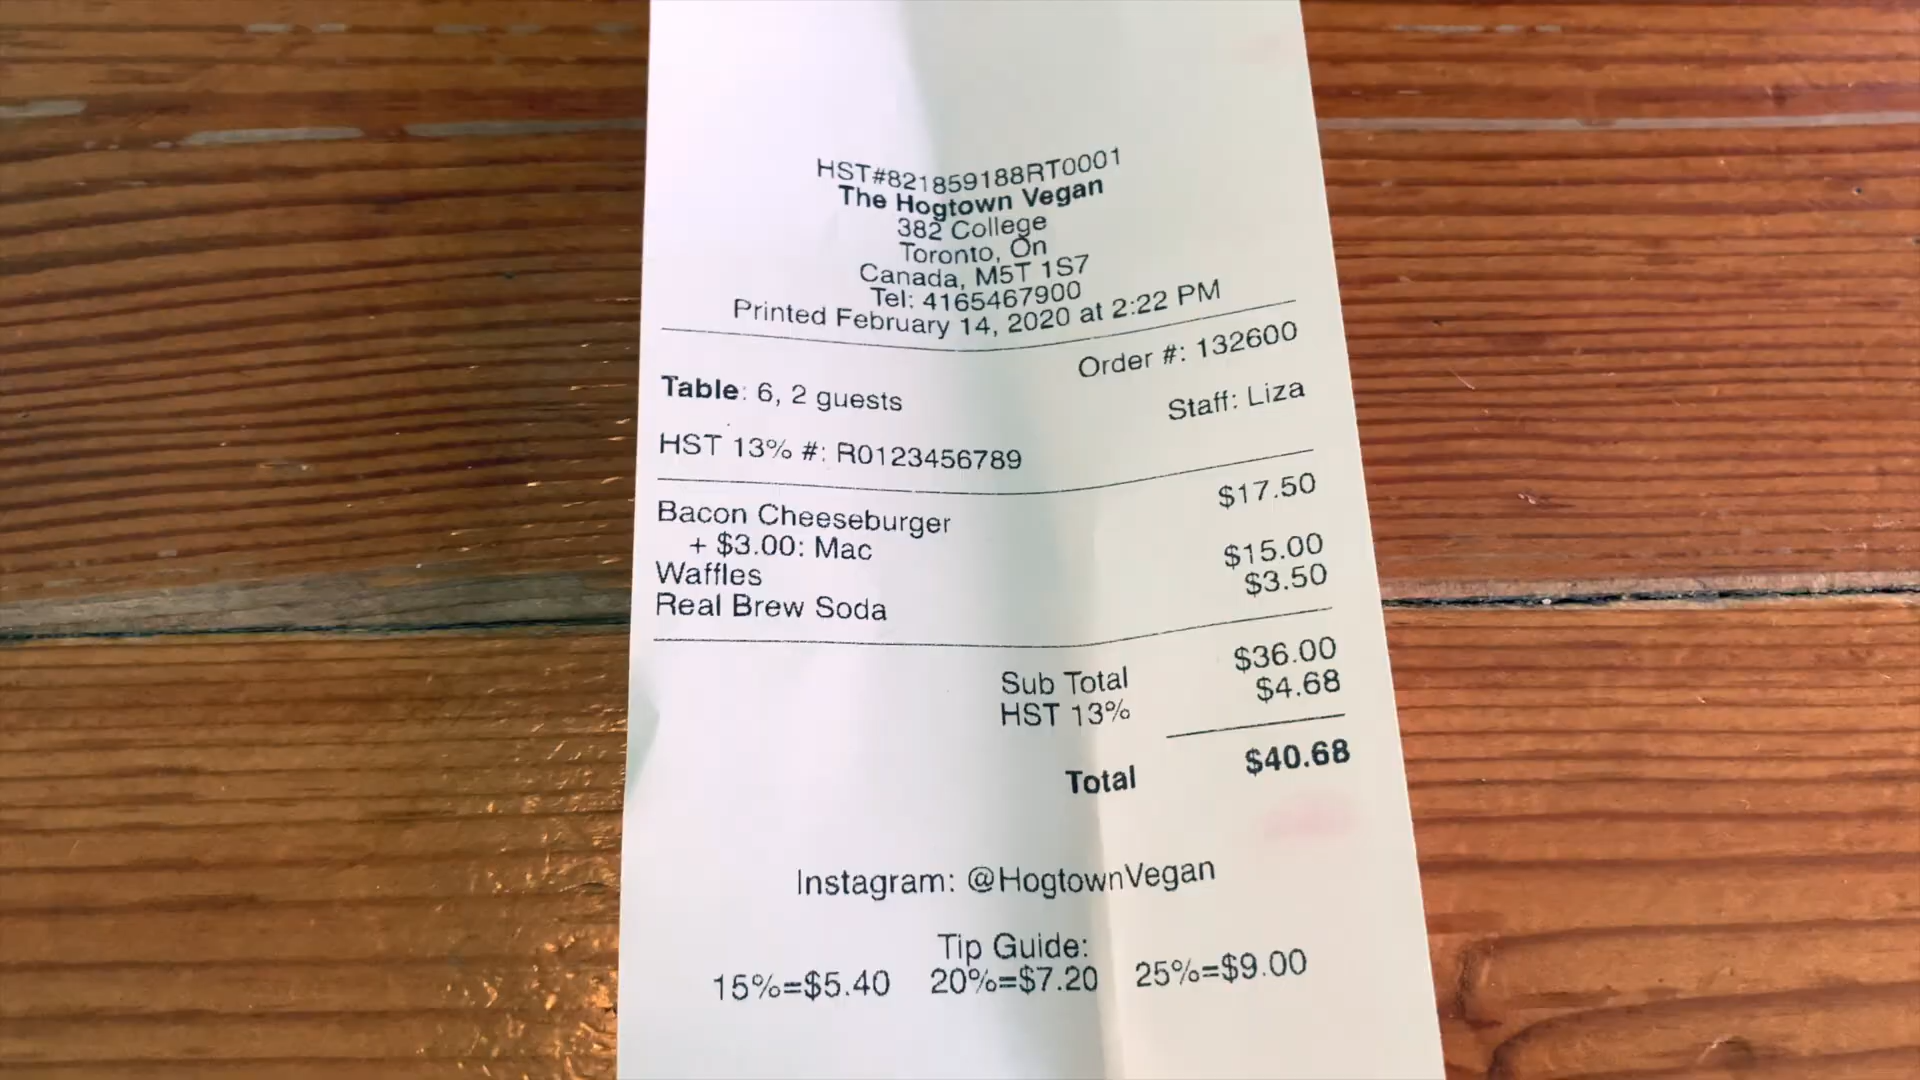 HST#821859188RT0001
The Hogtown Vegan
382 College
Toronto, On
Canada, M5T 1S7
Tel: 4165467900
Printed February 14, 2020 at 2:22 PM
Order #: 132600
Table: 6, 2 guests
Staff: Liza
HST 13% #: R0123456789
Bacon Cheeseburger $17.50
+ $3.00: Mac
Waffles $15.00
Real Brew Soda $3.50
Sub Total $36.00
HST 13% $4.68
Total $40.68
Instagram: @HogtownVegan
Tip Guide:
15%=$5.40 20%=$7.20 25%=$9.00